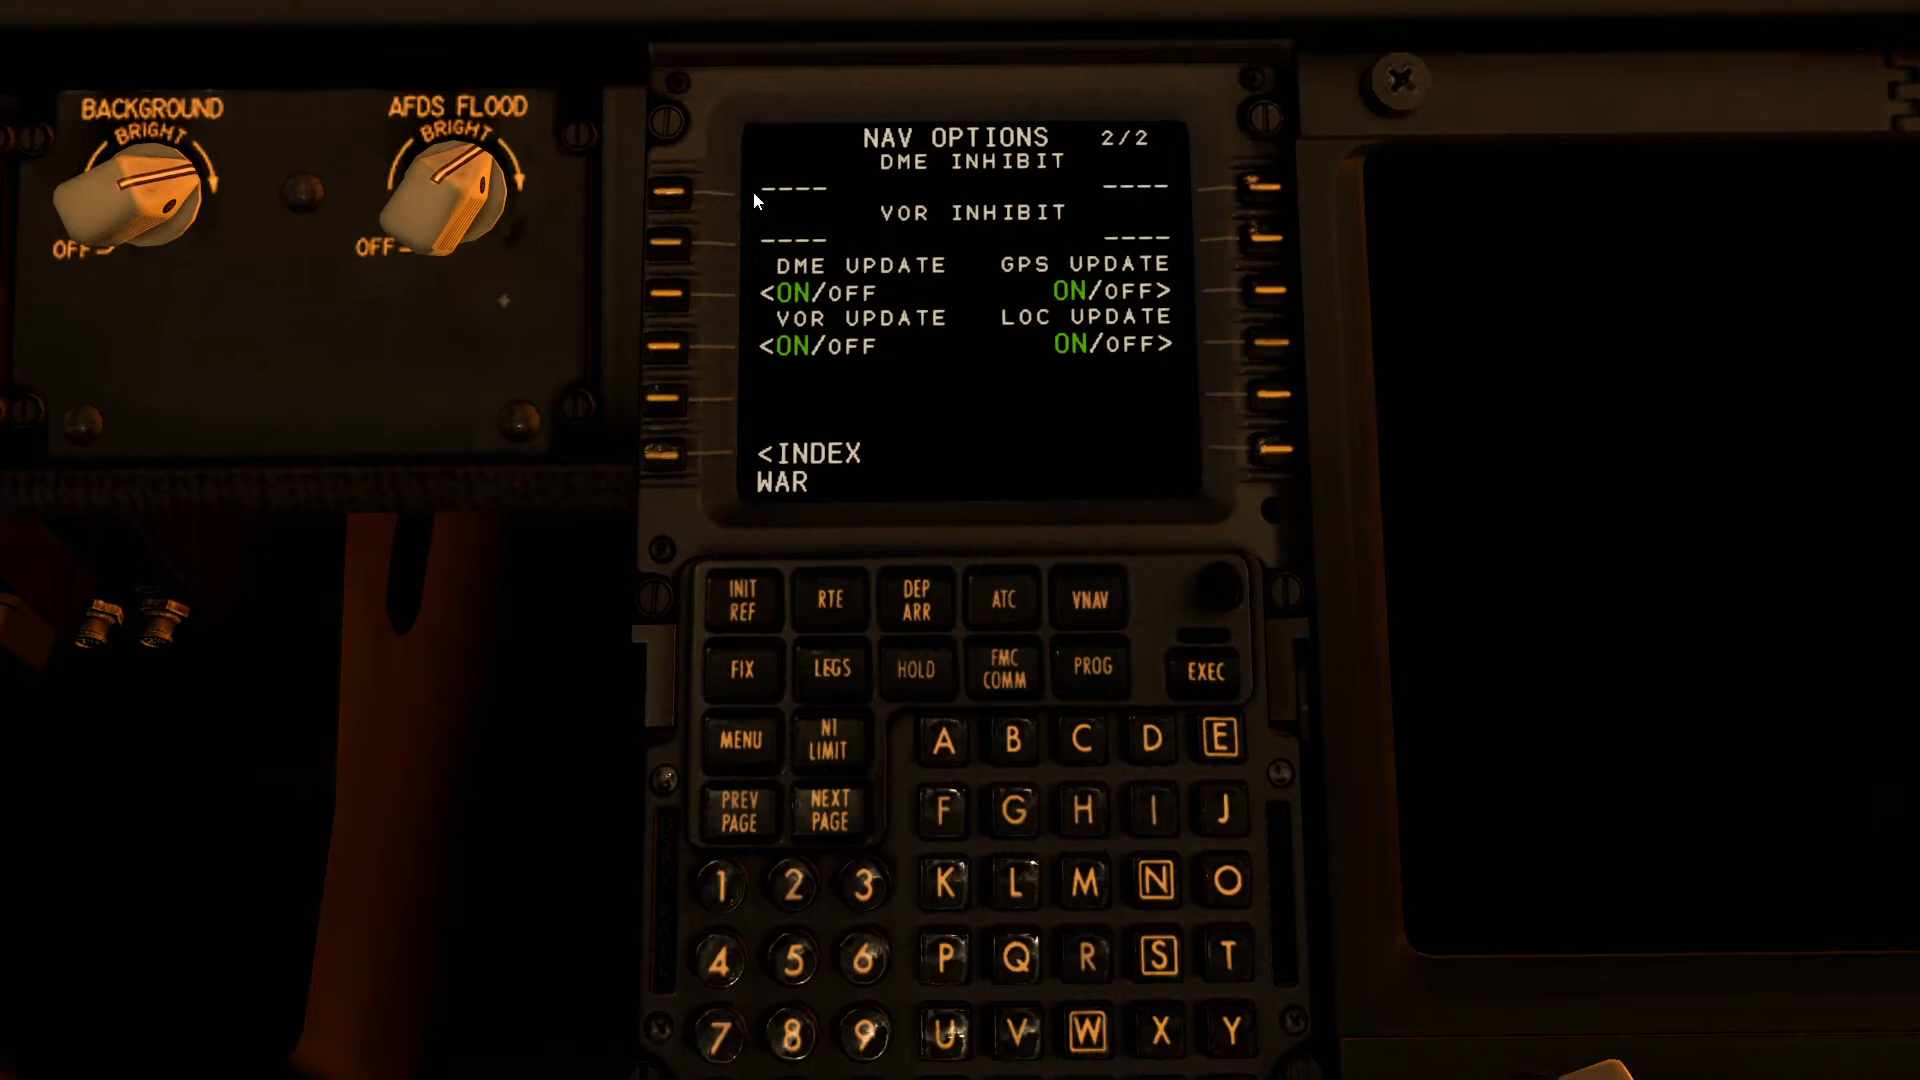 BACKGROUND
BRIGHT
OFF
AFDS FLOOD
BRIGHT
OFF
NAV OPTIONS 2/2
DME INHIBIT
---- ----
VOR INHIBIT
---- ----
DME UPDATE GPS UPDATE
<ON/OFF ON/OFF>
VOR UPDATE LOC UPDATE
<ON/OFF ON/OFF>
<INDEX
WAR
INIT REF
RTE
DEP ARR
ATC
VNAV
FIX
LEGS
HOLD
FMC COMM
PROG
EXEC
MENU
N1 LIMIT
A B C D E
PREV PAGE
NEXT PAGE
F G H I J
1 2 3 K L M N O
4 5 6 P Q R S T
7 8 9 U V W X Y